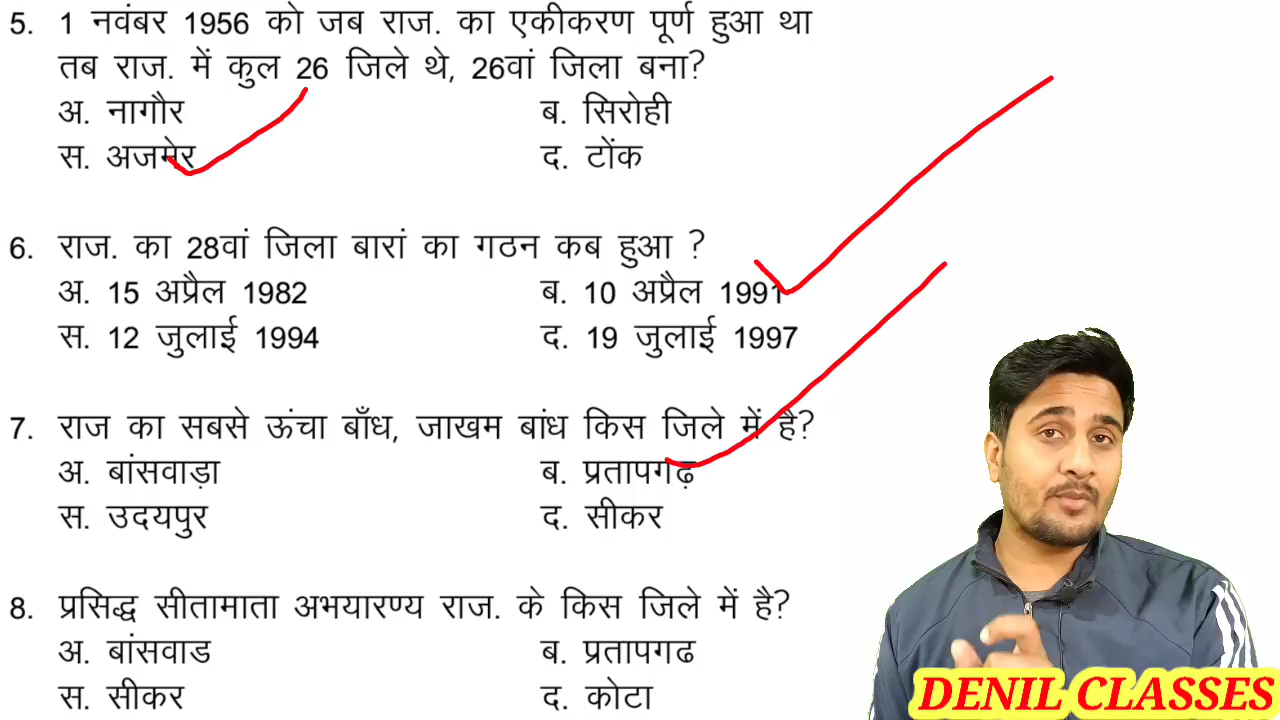 5. 1 नवंबर 1956 को जब राज. का एकीकरण पूर्ण हुआ था
तब राज. में कुल 26 जिले थे, 26वां जिला बना?
अ. नागौर ब. सिरोही
स. अजमेर द. टोंक
6. राज. का 28वां जिला बारां का गठन कब हुआ ?
अ. 15 अप्रैल 1982 ब. 10 अप्रैल 1991
स. 12 जुलाई 1994 द. 19 जुलाई 1997
7. राज का सबसे ऊंचा बाँध, जाखम बांध किस जिले में है?
अ. बांसवाड़ा ब. प्रतापगढ़
स. उदयपुर द. सीकर
8. प्रसिद्ध सीतामाता अभयारण्य राज. के किस जिले में है?
अ. बांसवाड ब. प्रतापगढ
स. सीकर द. कोटा
DENIL CLASSES